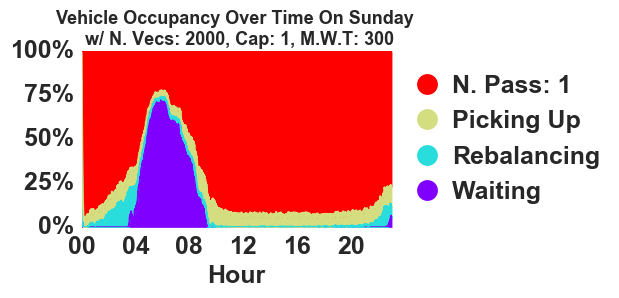 Vehicle Occupancy Over Time On Sunday
w/ N. Vecs: 2000, Cap: 1, M.W.T: 300
100%
75%
50%
25%
0%
00 04 08 12 16 20
Hour
N. Pass: 1
Picking Up
Rebalancing
Waiting